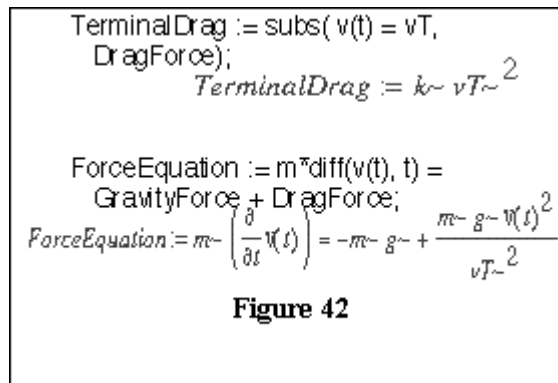 TerminalDrag := subs( v(t) = vT,
DragForce);
TerminalDrag := k~ vT~²
ForceEquation := m*diff(v(t), t) =
GravityForce + DragForce;
ForceEquation := m~ (∂/∂t v(t)) = -m~ g~ + m~ g~ v(t)² / vT~²
Figure 42